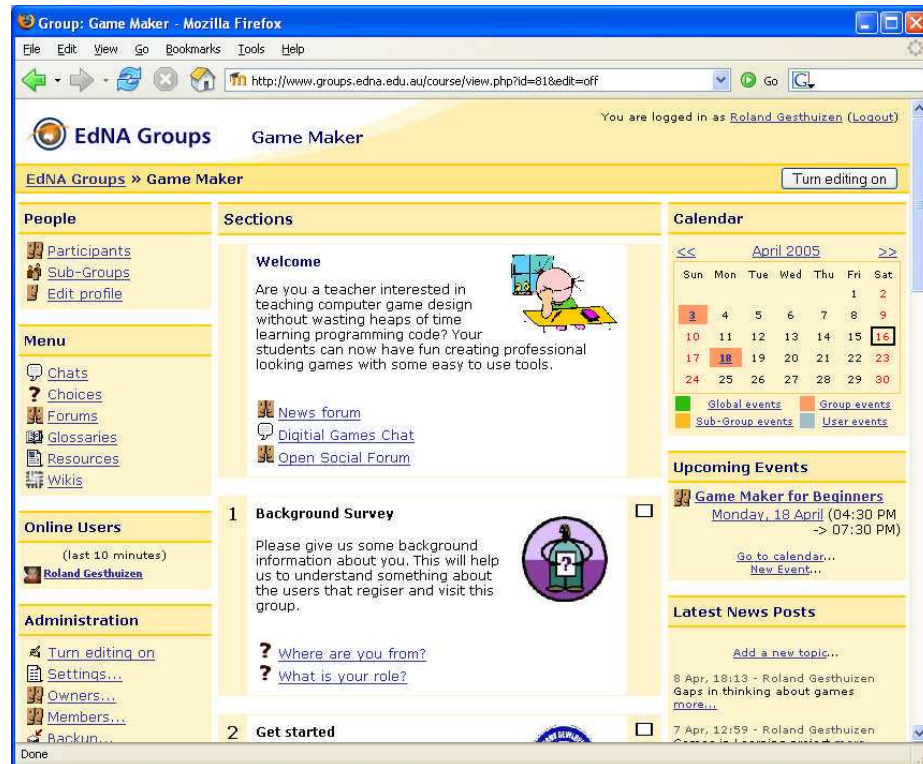 Group: Game Maker - Mozilla Firefox
File Edit View Go Bookmarks Tools Help
http://www.groups.edna.edu.au/course/view.php?id=81&edit=off
Go
G
EdNA Groups
Game Maker
You are logged in as Roland Gesthuizen (Logout)
EdNA Groups » Game Maker
Turn editing on
People
Participants
Sub-Groups
Edit profile
Menu
Chats
? Choices
Forums
Glossaries
Resources
Wikis
Online Users
(last 10 minutes)
Roland Gesthuizen
Administration
Turn editing on
Settings...
Owners...
Members...
Backup...
Sections
Welcome
Are you a teacher interested in
teaching computer game design
without wasting heaps of time
learning programming code? Your
students can now have fun creating professional
looking games with some easy to use tools.
News forum
Digitial Games Chat
Open Social Forum
1 Background Survey
Please give us some background
information about you. This will help
us to understand something about
the users that regiser and visit this
group.
?
? Where are you from?
? What is your role?
2 Get started
Calendar
<< April 2005 >>
Sun Mon Tue Wed Thu Fri Sat
1 2
3 4 5 6 7 8 9
10 11 12 13 14 15 16
17 18 19 20 21 22 23
24 25 26 27 28 29 30
Global events Group events
Sub-Group events User events
Upcoming Events
Game Maker for Beginners
Monday, 18 April (04:30 PM
-> 07:30 PM)
Go to calendar...
New Event...
Latest News Posts
Add a new topic...
8 Apr, 18:13 - Roland Gesthuizen
Gaps in thinking about games
more...
7 Apr, 12:59 - Roland Gesthuizen
Done